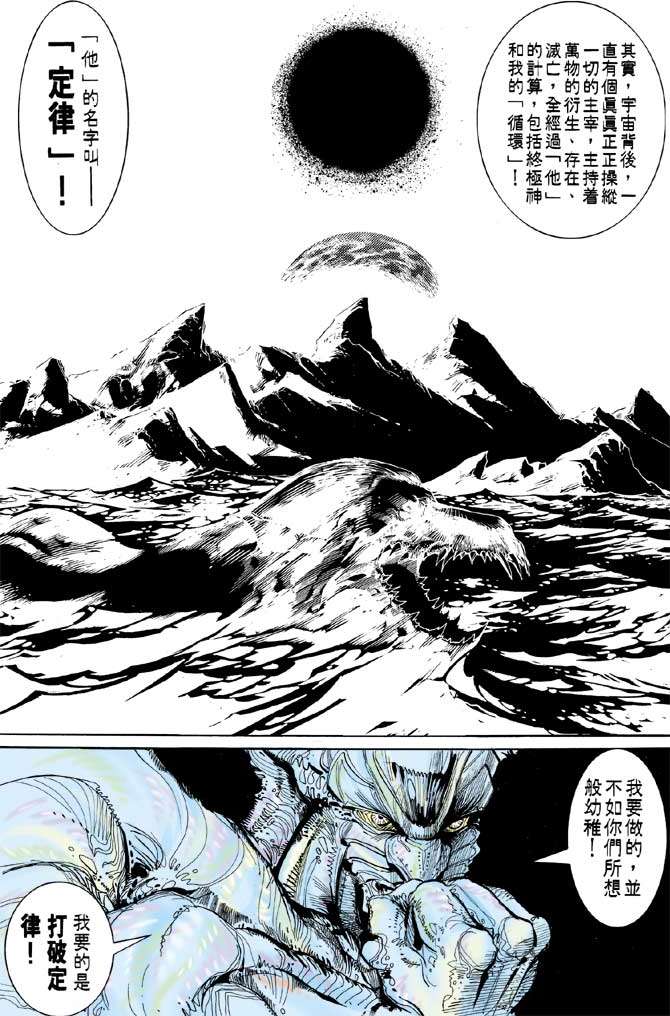 其實，宇宙背後，一
直有個眞眞正正操縱
一切的主宰，主持着
萬物的衍生、存在、
滅亡，全經過「他」
的計算，包括終極神
和我的「循環」！
「他」的名字叫——
「定律」！
我要做的，並
不如你們所想
般幼稚！
我要的是
打破定
律！